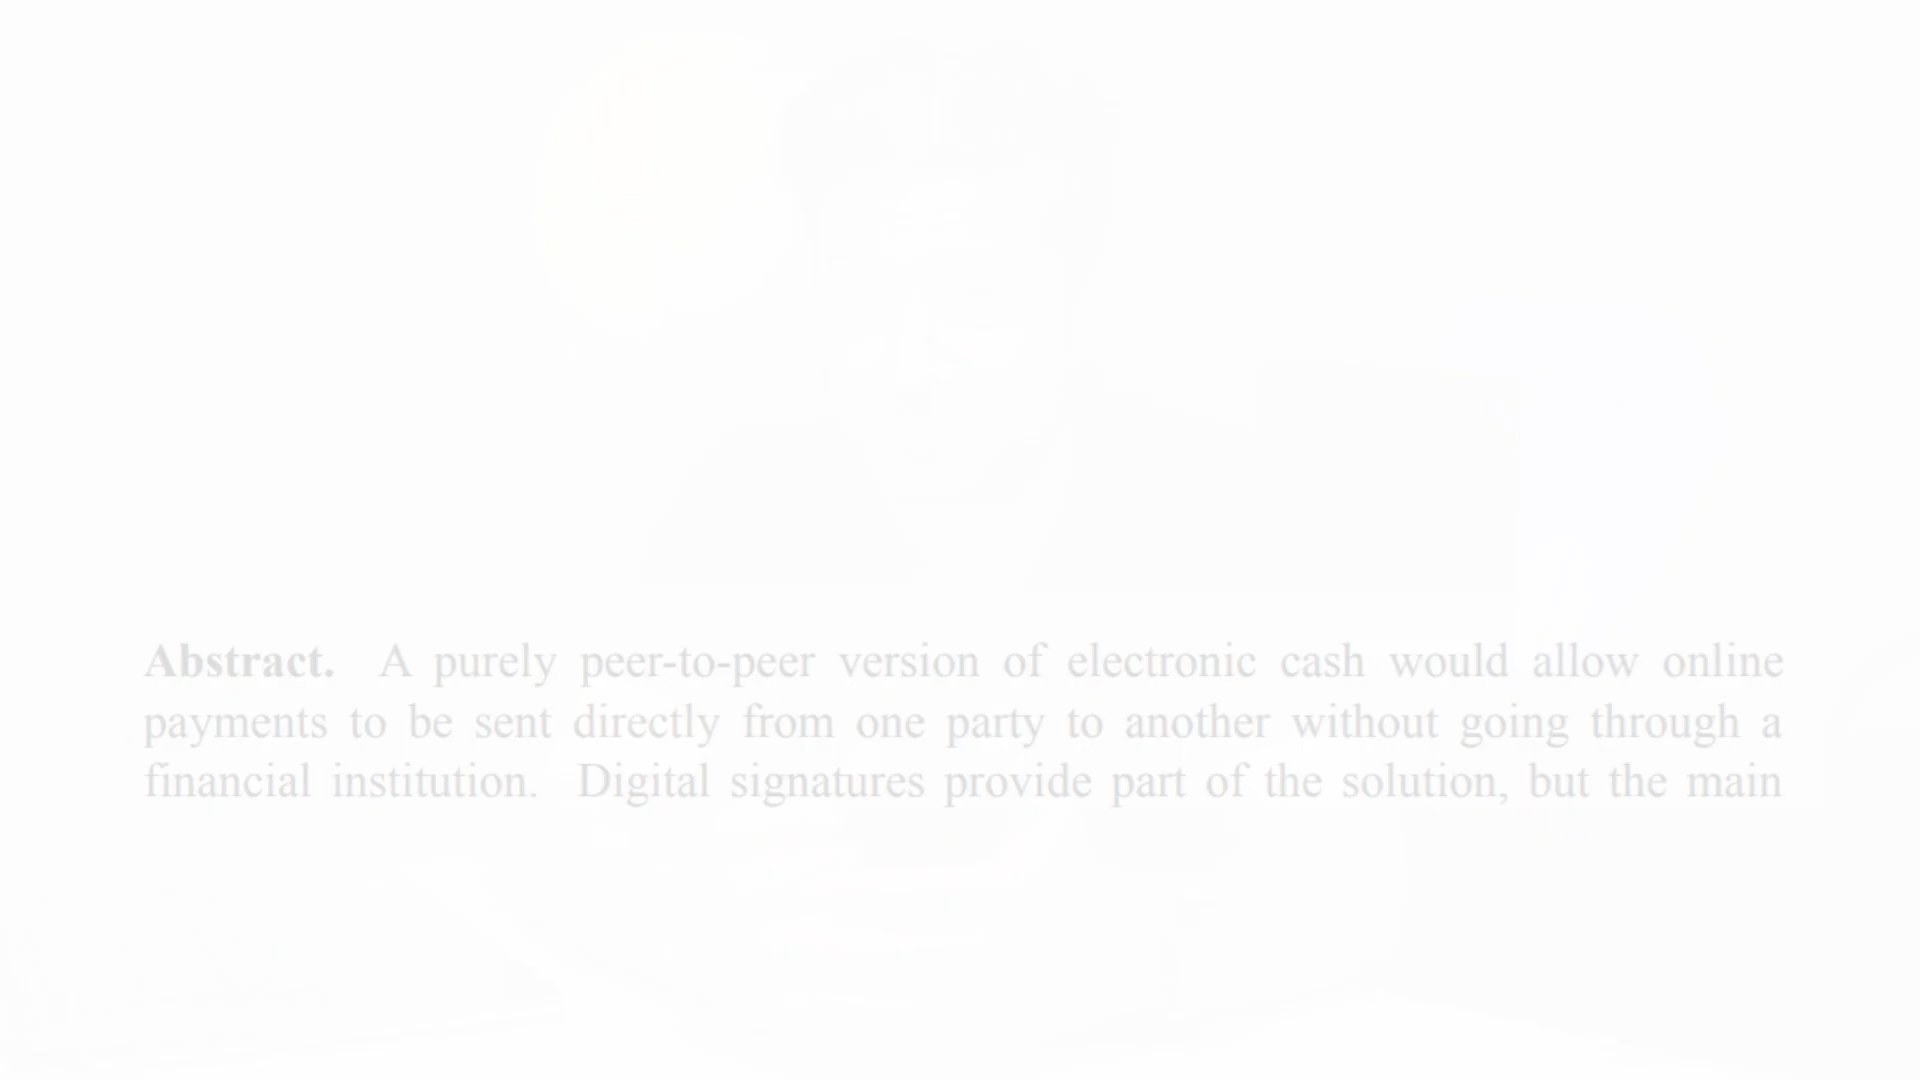 Abstract. A purely peer-to-peer version of electronic cash would allow online
payments to be sent directly from one party to another without going through a
financial institution. Digital signatures provide part of the solution, but the main